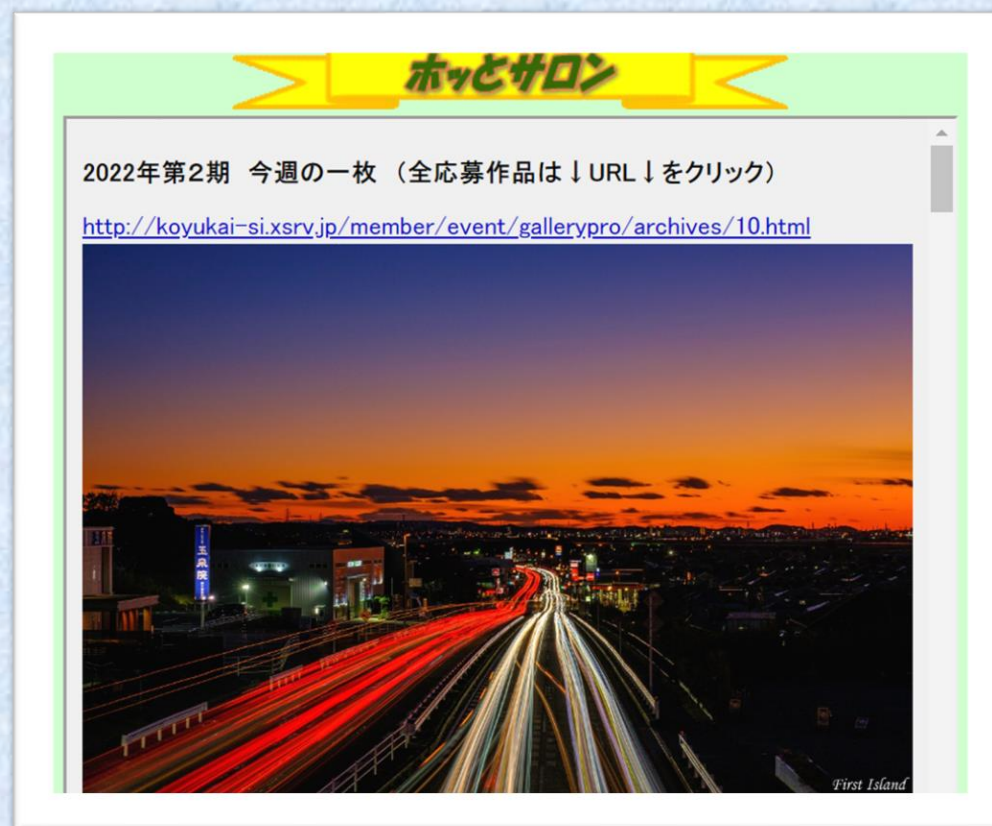 ホッとサロン
2022年第２期　今週の一枚　（全応募作品は↓URL↓をクリック）
http://koyukai-si.xsrv.jp/member/event/gallerypro/archives/10.html
玉泉院
First Island